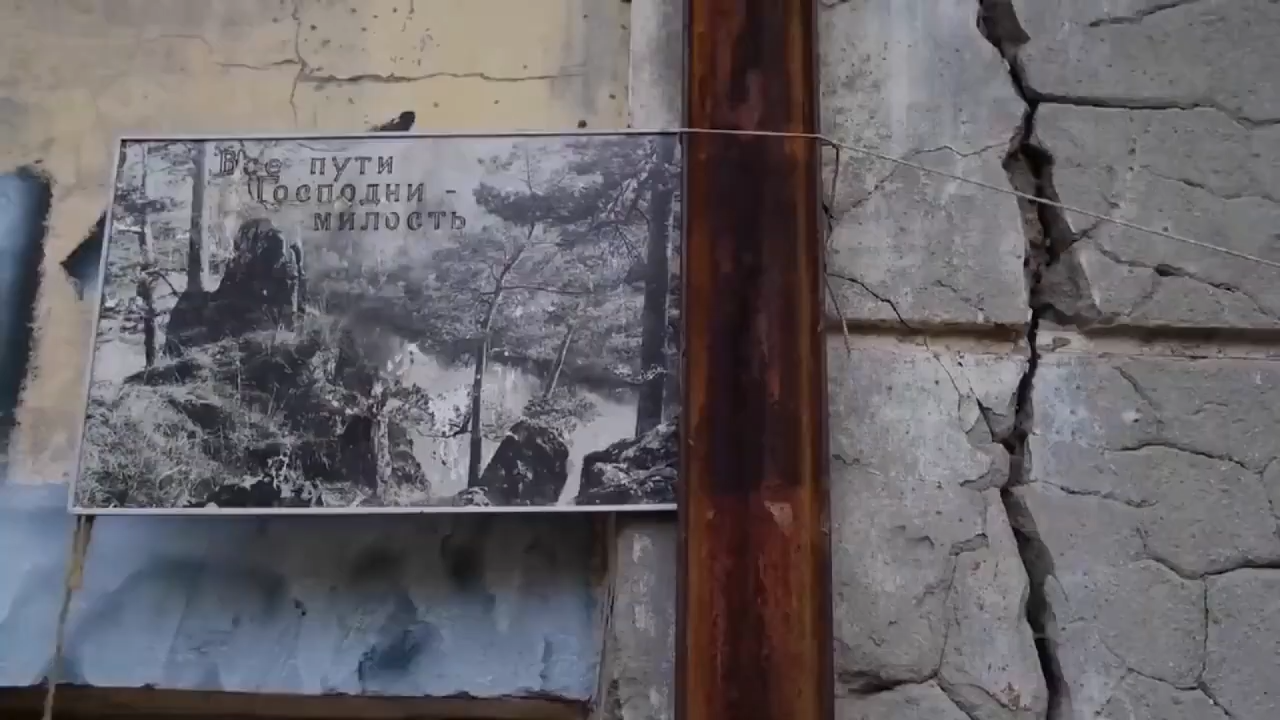 Все пути
Господни -
милость